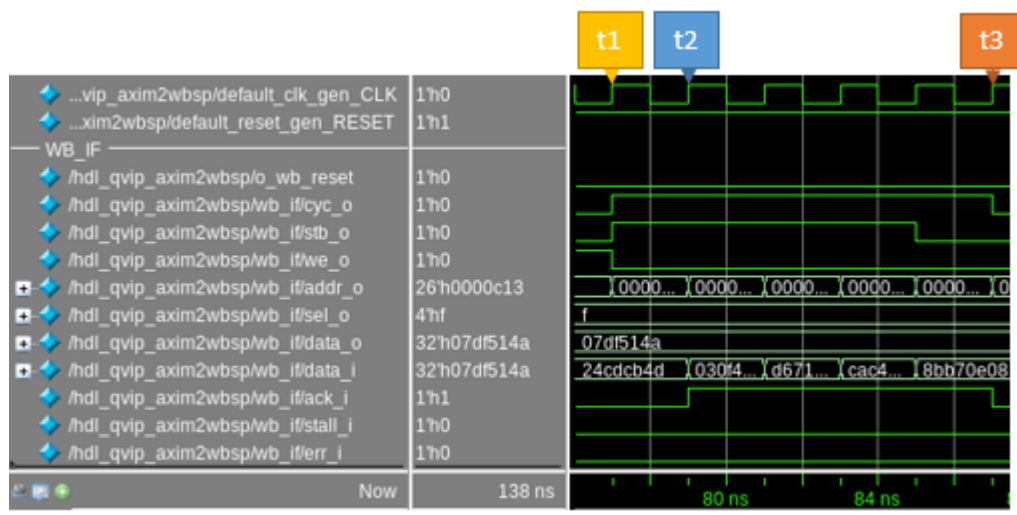 t1 t2 t3
...vip_axim2wbsp/default_clk_gen_CLK 1'h0
...xim2wbsp/default_reset_gen_RESET 1'h1
WB_IF
/hdl_qvip_axim2wbsp/o_wb_reset 1'h0
/hdl_qvip_axim2wbsp/wb_if/cyc_o 1'h0
/hdl_qvip_axim2wbsp/wb_if/stb_o 1'h0
/hdl_qvip_axim2wbsp/wb_if/we_o 1'h0
/hdl_qvip_axim2wbsp/wb_if/addr_o 26'h0000c13 0000... 0000... 0000... 0000... 0000... 0
/hdl_qvip_axim2wbsp/wb_if/sel_o 4'hf f
/hdl_qvip_axim2wbsp/wb_if/data_o 32'h07df514a 07df514a
/hdl_qvip_axim2wbsp/wb_if/data_i 32'h07df514a 24cdcb4d 030f4... d671... cac4... 8bb70e08
/hdl_qvip_axim2wbsp/wb_if/ack_i 1'h1
/hdl_qvip_axim2wbsp/wb_if/stall_i 1'h0
/hdl_qvip_axim2wbsp/wb_if/err_i 1'h0
Now 138 ns 80 ns 84 ns